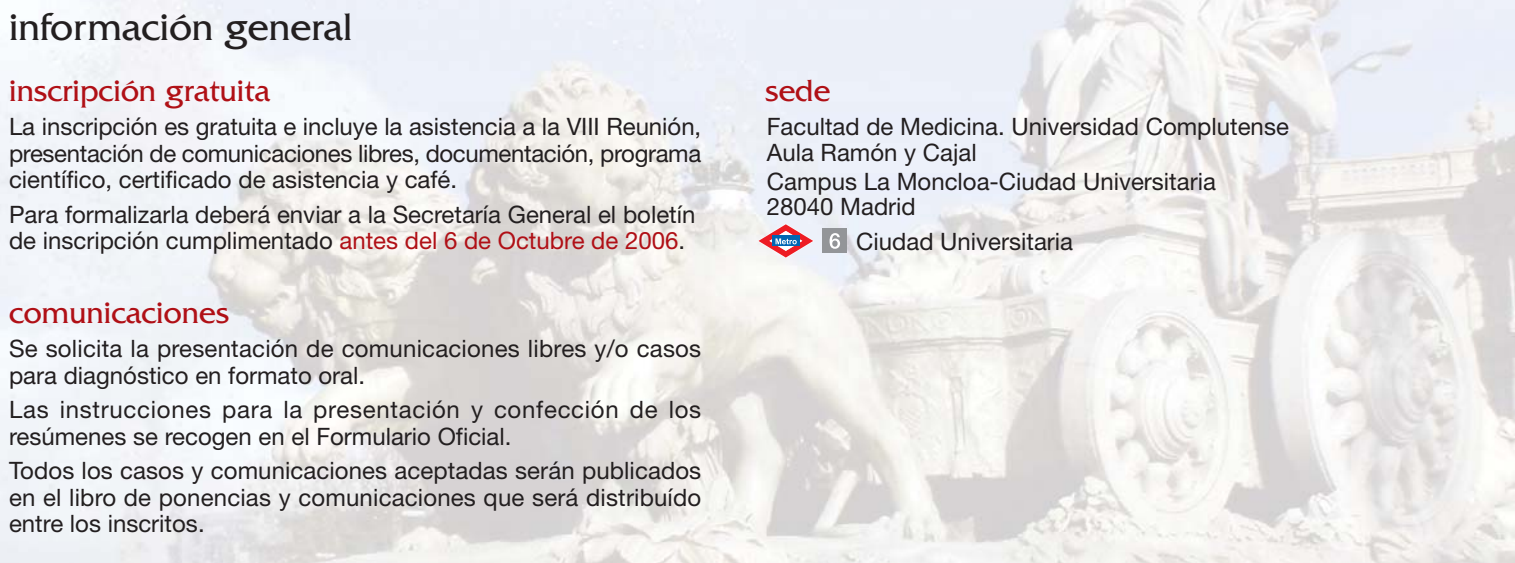 información general
inscripción gratuita
La inscripción es gratuita e incluye la asistencia a la VIII Reunión,
presentación de comunicaciones libres, documentación, programa
científico, certificado de asistencia y café.
Para formalizarla deberá enviar a la Secretaría General el boletín
de inscripción cumplimentado antes del 6 de Octubre de 2006.
comunicaciones
Se solicita la presentación de comunicaciones libres y/o casos
para diagnóstico en formato oral.
Las instrucciones para la presentación y confección de los
resúmenes se recogen en el Formulario Oficial.
Todos los casos y comunicaciones aceptadas serán publicados
en el libro de ponencias y comunicaciones que será distribuído
entre los inscritos.
sede
Facultad de Medicina. Universidad Complutense
Aula Ramón y Cajal
Campus La Moncloa-Ciudad Universitaria
28040 Madrid
Metro 6 Ciudad Universitaria